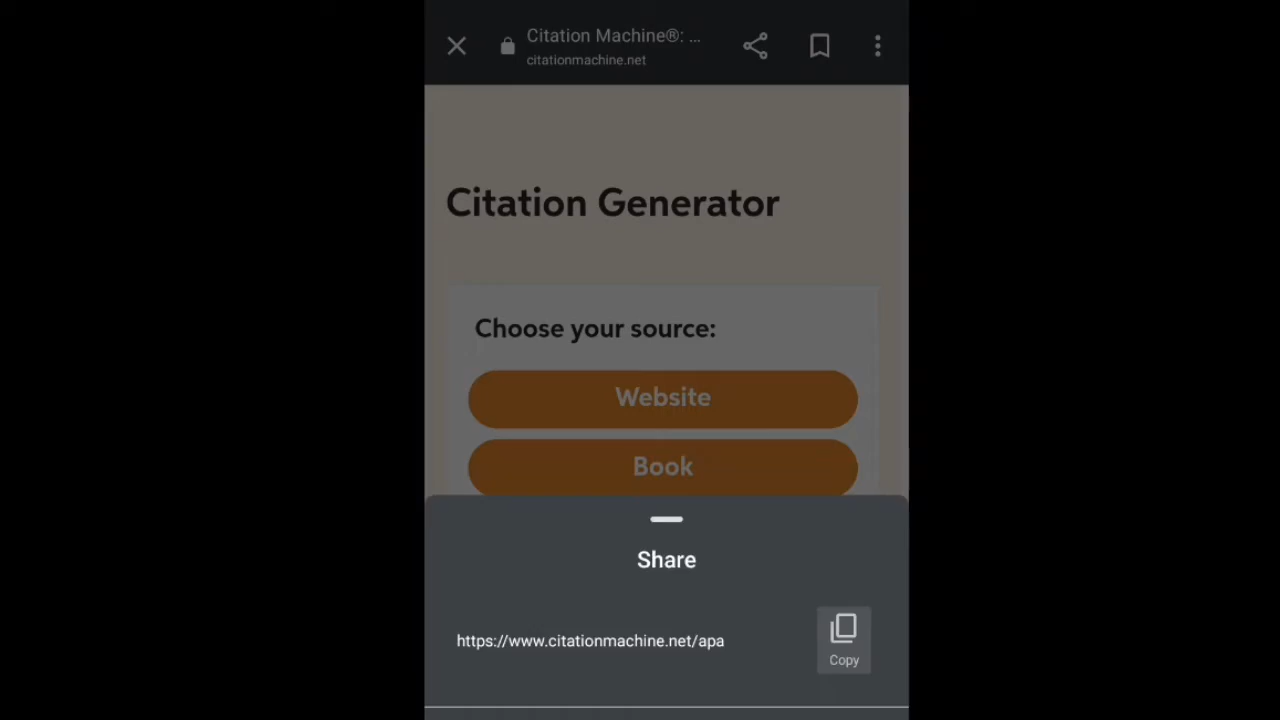 Citation Machine®: ...
citationmachine.net
Citation Generator
Choose your source:
Website
Book
Share
https://www.citationmachine.net/apa
Copy